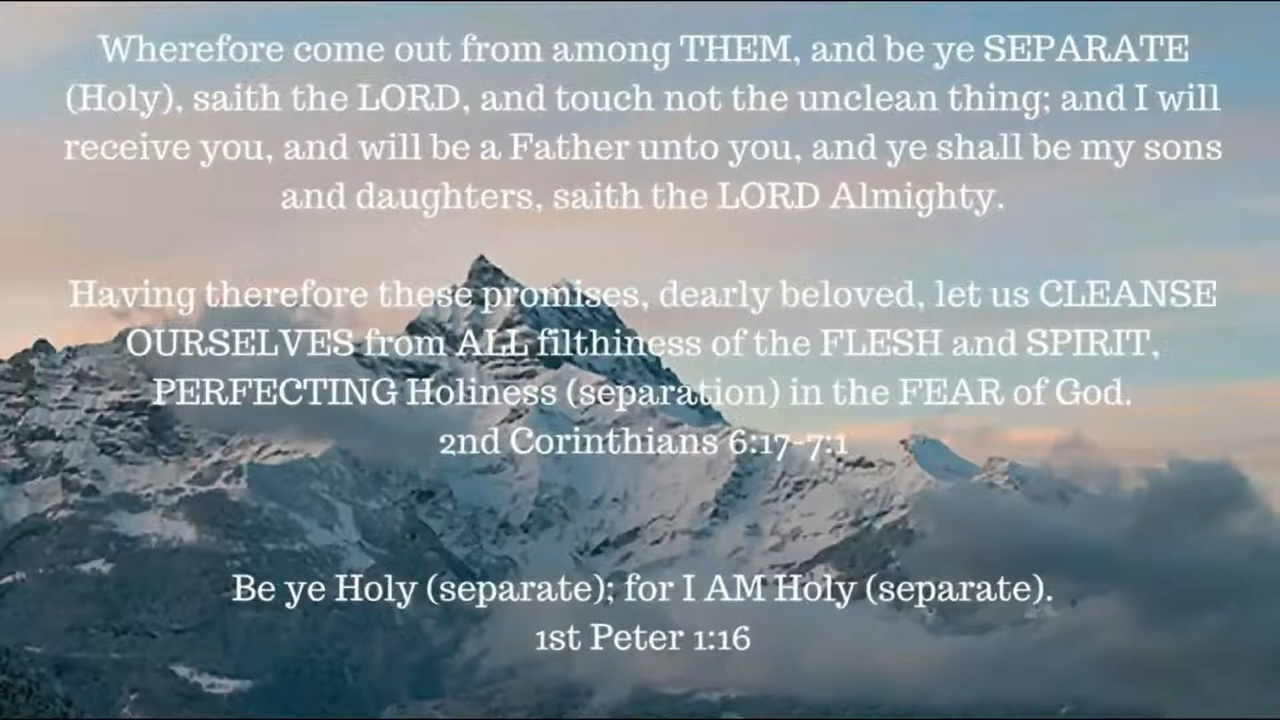 Wherefore come out from among THEM, and be ye SEPARATE
(Holy), saith the LORD, and touch not the unclean thing; and I will
receive you, and will be a Father unto you, and ye shall be my sons
and daughters, saith the LORD Almighty.
Having therefore these promises, dearly beloved, let us CLEANSE
OURSELVES from ALL filthiness of the FLESH and SPIRIT,
PERFECTING Holiness (separation) in the FEAR of God.
2nd Corinthians 6:17-7:1
Be ye Holy (separate); for I AM Holy (separate).
1st Peter 1:16